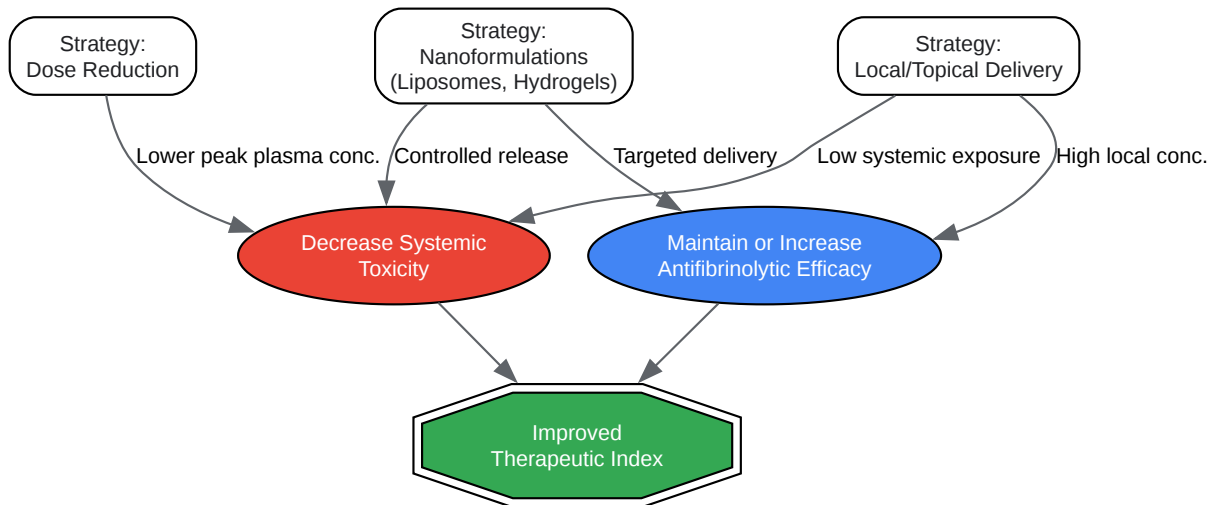 Strategy:
Dose Reduction
Strategy:
Nanoformulations
(Liposomes, Hydrogels)
Strategy:
Local/Topical Delivery
Lower peak plasma conc.
Controlled release
Targeted delivery
Low systemic exposure
High local conc.
Decrease Systemic
Toxicity
Maintain or Increase
Antifibrinolytic Efficacy
Improved
Therapeutic Index